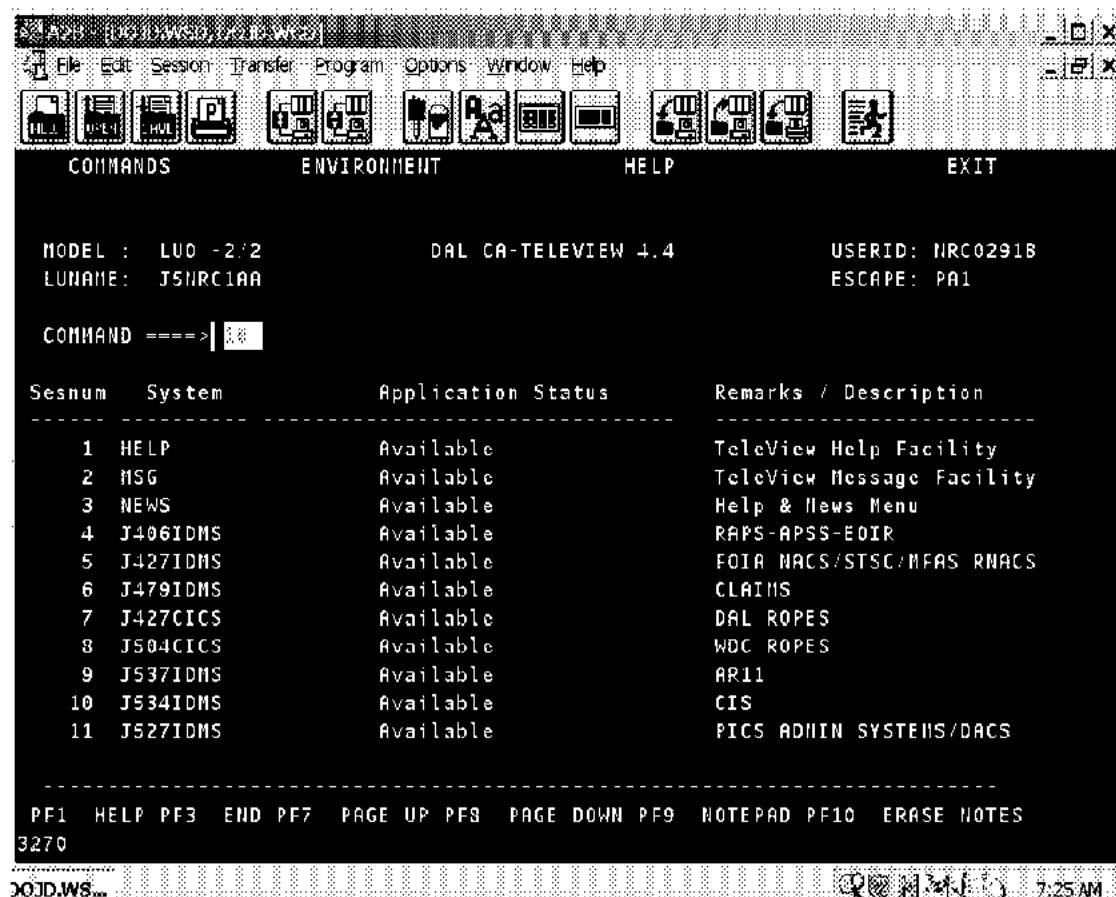 File Edit Session Transfer Program Options Window Help
COMMANDS ENVIRONMENT HELP EXIT
MODEL : LUO -2/2 DAL CA-TELEVIEW 4.4 USERID: NRC0291B
LUNAME: J5NRC1AA ESCAPE: PA1
COMMAND ====> 10
Sesnum System Application Status Remarks / Description
1 HELP Available TeleView Help Facility
2 MSG Available TeleView Message Facility
3 NEWS Available Help & News Menu
4 J406IDMS Available RAPS-APSS-EOIR
5 J427IDMS Available FOIA NACS/STSC/MFAS RNACS
6 J479IDMS Available CLAIMS
7 J427CICS Available DAL ROPES
8 J504CICS Available WDC ROPES
9 J537IDMS Available AR11
10 J534IDMS Available CIS
11 J527IDMS Available PICS ADMIN SYSTEMS/DACS
PF1 HELP PF3 END PF7 PAGE UP PF8 PAGE DOWN PF9 NOTEPAD PF10 ERASE NOTES
3270
7:25 AM